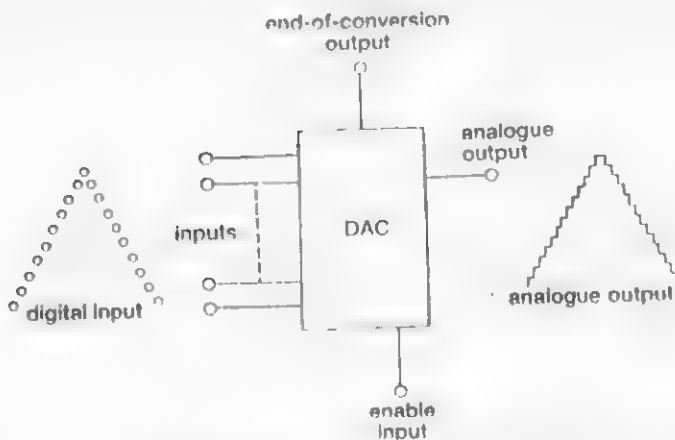 end-of-conversion
output
analogue
output
inputs
DAC
digital input
analogue output
enable
input